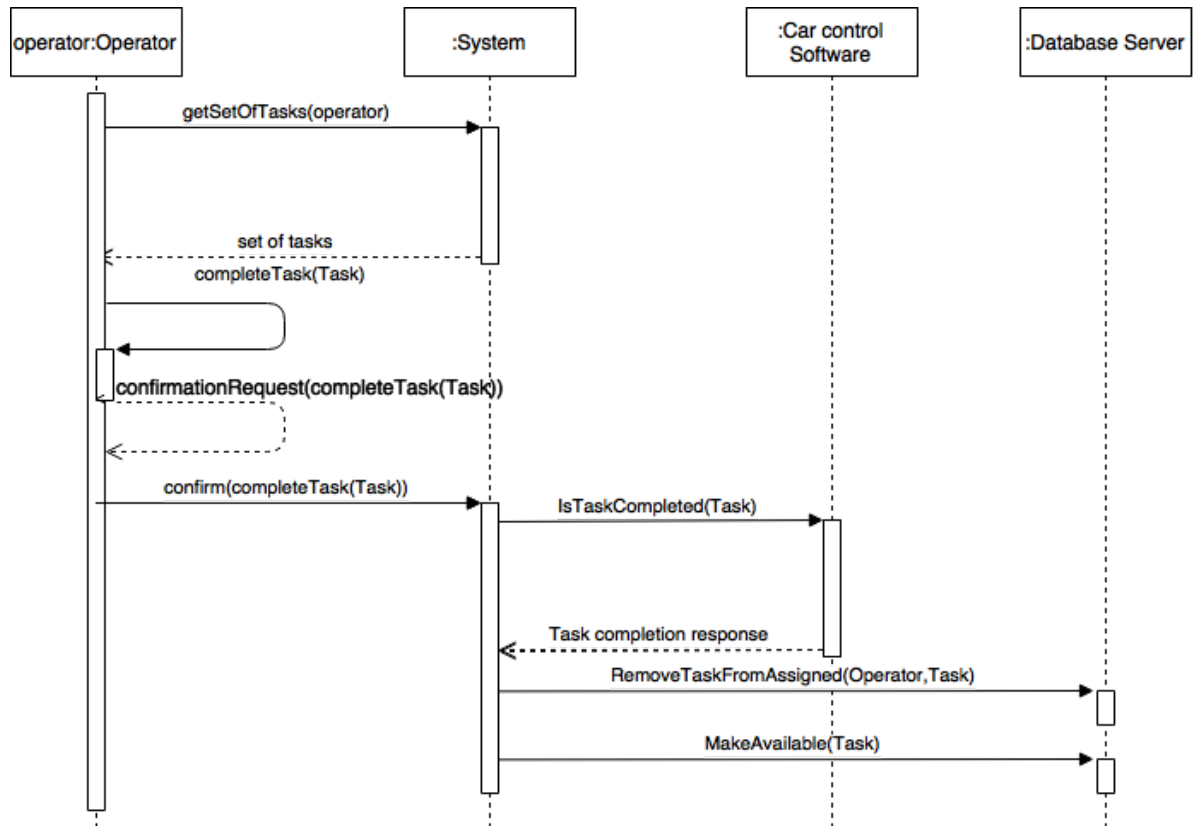 operator:Operator
:System
:Car control
Software
:Database Server
getSetOfTasks(operator)
set of tasks
completeTask(Task)
confirmationRequest(completeTask(Task))
confirm(completeTask(Task))
IsTaskCompleted(Task)
Task completion response
RemoveTaskFromAssigned(Operator,Task)
MakeAvailable(Task)